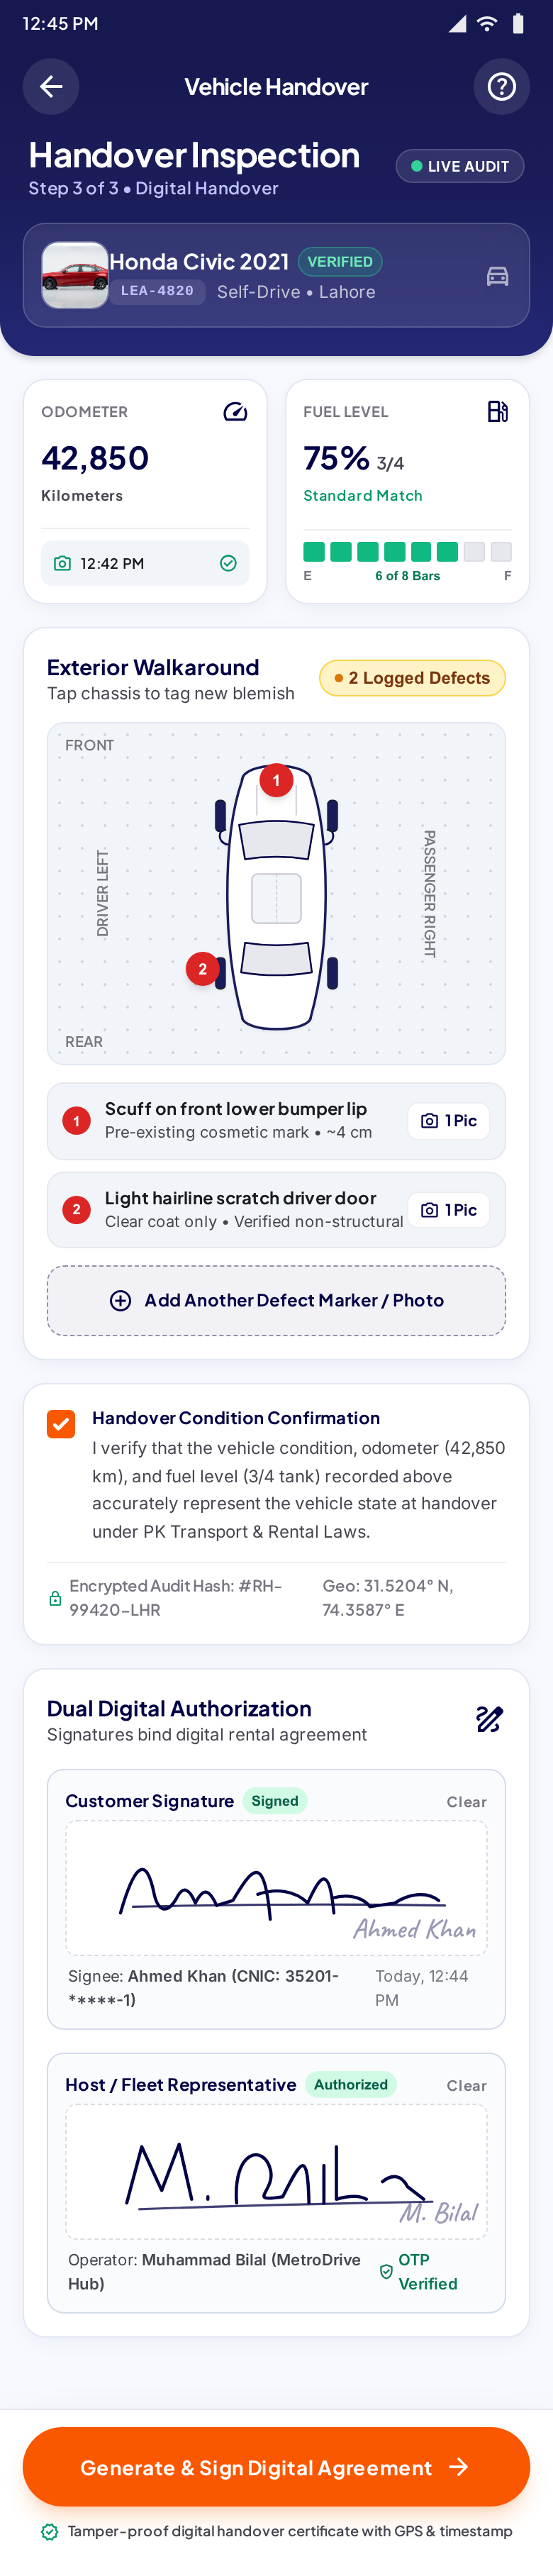 12:45 PM
Vehicle Handover
Handover Inspection
Step 3 of 3 • Digital Handover
LIVE AUDIT
Honda Civic 2021
VERIFIED
LEA-4820
Self-Drive • Lahore
ODOMETER
42,850
Kilometers
12:42 PM
FUEL LEVEL
75% 3/4
Standard Match
E
6 of 8 Bars
F
Exterior Walkaround
Tap chassis to tag new blemish
2 Logged Defects
FRONT
1
DRIVER LEFT
PASSENGER RIGHT
2
REAR
1
Scuff on front lower bumper lip
Pre-existing cosmetic mark • ~4 cm
1 Pic
2
Light hairline scratch driver door
Clear coat only • Verified non-structural
1 Pic
Add Another Defect Marker / Photo
Handover Condition Confirmation
I verify that the vehicle condition, odometer (42,850
km), and fuel level (3/4 tank) recorded above
accurately represent the vehicle state at handover
under PK Transport & Rental Laws.
Encrypted Audit Hash: #RH-
99420-LHR
Geo: 31.5204° N,
74.3587° E
Dual Digital Authorization
Signatures bind digital rental agreement
Customer Signature
Signed
Clear
Ahmed Khan
Signee: Ahmed Khan (CNIC: 35201-
*****-1)
Today, 12:44
PM
Host / Fleet Representative
Authorized
Clear
M. Bilal
Operator: Muhammad Bilal (MetroDrive
Hub)
OTP
Verified
Generate & Sign Digital Agreement
Tamper-proof digital handover certificate with GPS & timestamp